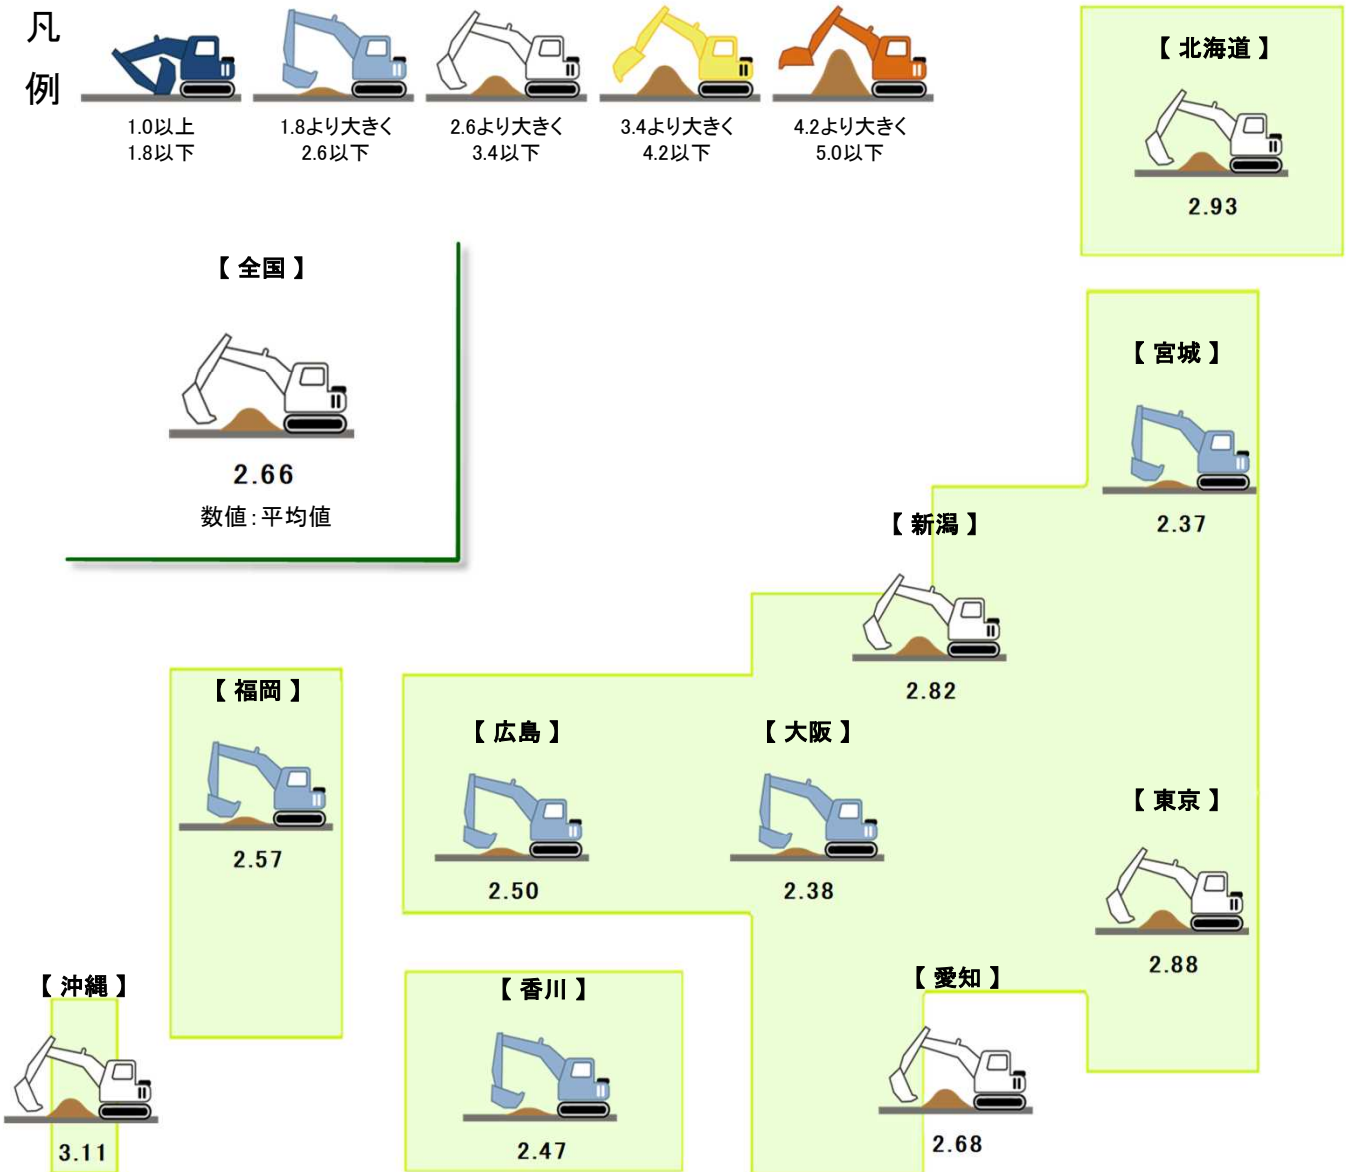 凡
例
1.0以上
1.8以下
1.8より大きく
2.6以下
2.6より大きく
3.4以下
3.4より大きく
4.2以下
4.2より大きく
5.0以下
【 北海道 】
2.93
【 全国 】
2.66
数値：平均値
【 宮城 】
2.37
【 新潟 】
2.82
【 福岡 】
2.57
【 広島 】
2.50
【 大阪 】
2.38
【 東京 】
2.88
【 沖縄 】
3.11
【 香川 】
2.47
【 愛知 】
2.68